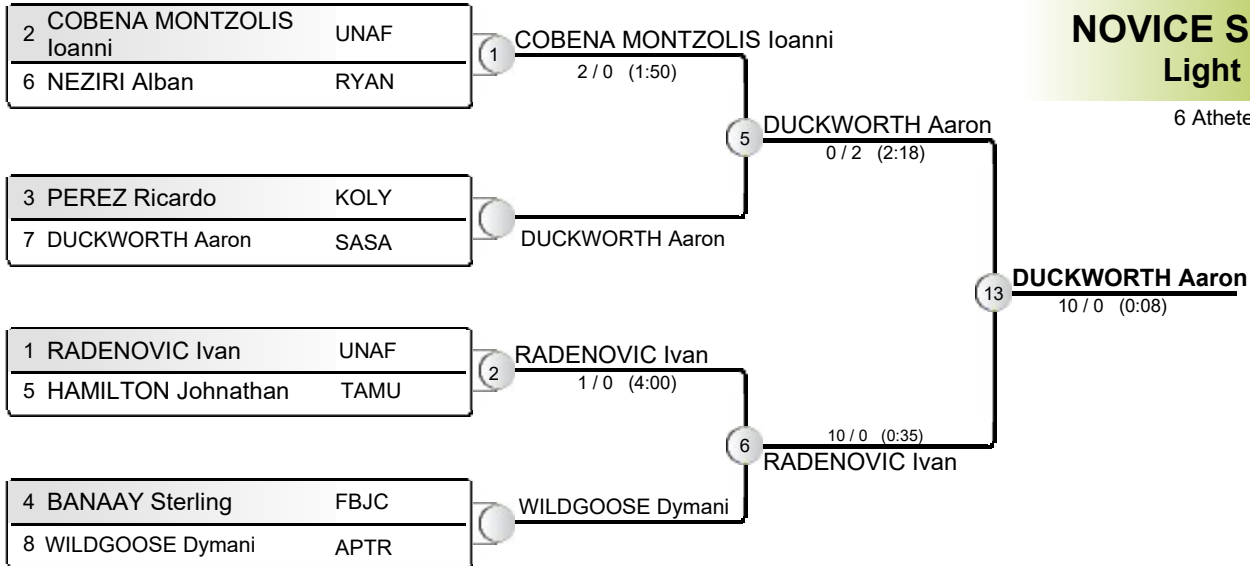 NOVICE S
Light
6 Athete
2 COBENA MONTZOLIS Ioanni UNAF
6 NEZIRI Alban RYAN
1 COBENA MONTZOLIS Ioanni
2 / 0 (1:50)
5 DUCKWORTH Aaron
0 / 2 (2:18)
3 PEREZ Ricardo KOLY
7 DUCKWORTH Aaron SASA
DUCKWORTH Aaron
13 DUCKWORTH Aaron
10 / 0 (0:08)
1 RADENOVIC Ivan UNAF
5 HAMILTON Johnathan TAMU
2 RADENOVIC Ivan
1 / 0 (4:00)
6 10 / 0 (0:35)
RADENOVIC Ivan
4 BANAAY Sterling FBJC
8 WILDGOOSE Dymani APTR
WILDGOOSE Dymani